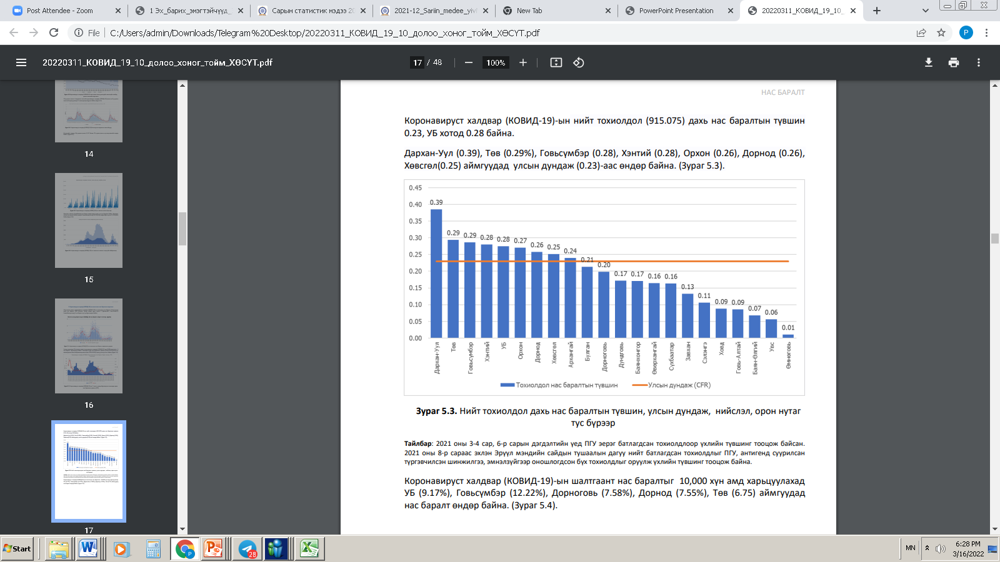 Post Attendee - Zoom
1 Эх_барих_эмэгтэйчүүд_
Сарын статистик мэдээ 20
2021-12_Sariin_medee_yivl
New Tab
PowerPoint Presentation
20220311_КОВИД_19_10_
File
C:/Users/admin/Downloads/Telegram%20Desktop/20220311_КОВИД_19_10_долоо_хоног_тойм_ХӨСҮТ.pdf
P
20220311_КОВИД_19_10_долоо_хоног_тойм_ХӨСҮТ.pdf
17 / 48
100%
14
15
16
17
НАС БАРАЛТ
Коронавируст халдвар (КОВИД-19)-ын нийт тохиолдол (915.075) дахь нас баралтын түвшин
0.23, УБ хотод 0.28 байна.
Дархан-Уул (0.39), Төв (0.29%), Говьсүмбэр (0.28), Хэнтий (0.28), Орхон (0.26), Дорнод (0.26),
Хөвсгөл(0.25) аймгуудад улсын дундаж (0.23)-аас өндөр байна. (Зураг 5.3).
0.45
0.40
0.35
0.30
0.25
0.20
0.15
0.10
0.05
0.00
0.39
0.29
0.29
0.28
0.28
0.27
0.26
0.25
0.24
0.21
0.20
0.17
0.17
0.16
0.16
0.13
0.11
0.09
0.09
0.07
0.06
0.01
Дархан-Уул
Төв
Говьсүмбэр
Хэнтий
УБ
Орхон
Дорнод
Хөвсгөл
Архангай
Булган
Дорноговь
Дундговь
Баянхонгор
Өвөрхангай
Сүхбаатар
Завхан
Сэлэнгэ
Ховд
Говь-Алтай
Баян-Өлгий
Увс
Өмнөговь
Тохиолдол нас баралтын түвшин
Улсын дундаж (CFR)
Зураг 5.3. Нийт тохиолдол дахь нас баралтын түвшин, улсын дундаж, нийслэл, орон нутаг
тус бүрээр
Тайлбар: 2021 оны 3-4 сар, 6-р сарын дэгдэлтийн үед ПГУ эерэг батлагдсан тохиолдлоор үхлийн түвшинг тооцож байсан.
2021 оны 8-р сараас эхлэн Эрүүл мэндийн сайдын тушаалын дагуу нийт батлагдсан тохиолдлыг ПГУ, антигенд суурилсан
түргэвчилсэн шинжилгээ, эмнэлзүйгээр оношлогдсон бүх тохиолдлыг оруулж үхлийн түвшинг тооцож байна.
Коронавируст халдвар (КОВИД-19)-ын шалтгаант нас баралтыг 10,000 хүн амд харьцуулахад
УБ (9.17%), Говьсүмбэр (12.22%), Дорноговь (7.58%), Дорнод (7.55%), Төв (6.75) аймгуудад
нас баралт өндөр байна. (Зураг 5.4).
Start
28
MN
6:28 PM
3/16/2022